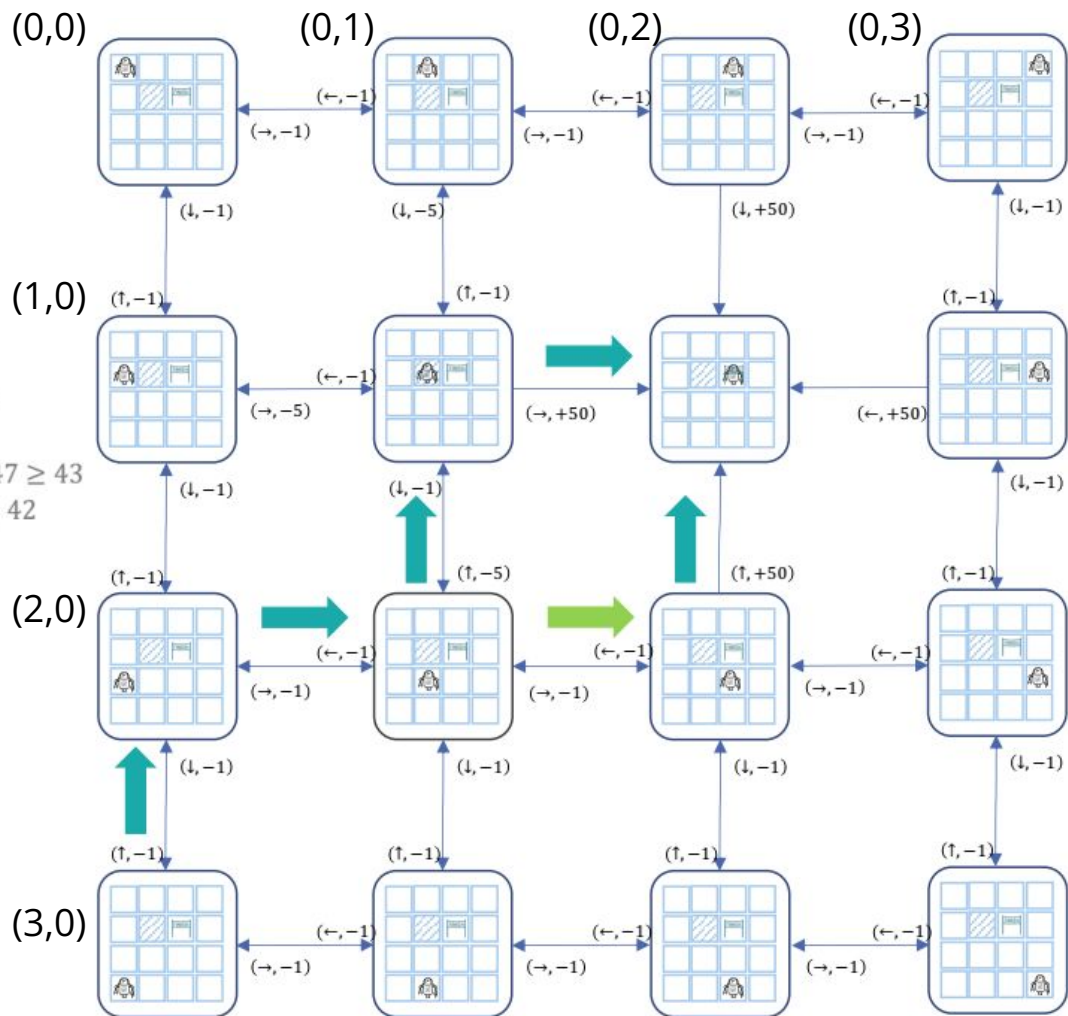 (0,0) (0,1) (0,2) (0,3)
(←, −1) (←, −1) (←, −1)
(→, −1) (→, −1) (→, −1)
(↓, −1) (↓, −5) (↓, +50) (↓, −1)
(1,0) (↑, −1) (↑, −1) (↑, −1)
(←, −1)
(→, −5) (→, +50) (←, +50)
47 ≥ 43
(↓, −1) (↓, −1) (↓, −1)
42
(↑, −1) (↑, −5) (↑, +50) (↑, −1)
(2,0)
(←, −1) (←, −1) (←, −1)
(→, −1) (→, −1) (→, −1)
(↓, −1) (↓, −1) (↓, −1) (↓, −1)
(↑, −1) (↑, −1) (↑, −1) (↑, −1)
(3,0)
(←, −1) (←, −1) (←, −1)
(→, −1) (→, −1) (→, −1)